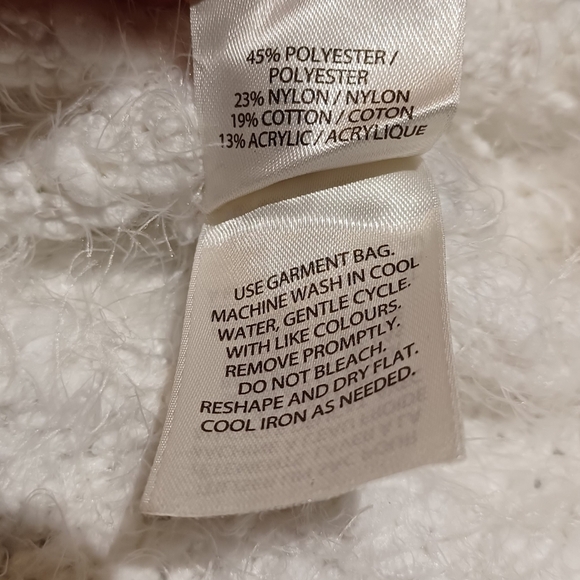 45% POLYESTER /
POLYESTER
23% NYLON / NYLON
19% COTTON / COTON
13% ACRYLIC / ACRYLIQUE
USE GARMENT BAG.
MACHINE WASH IN COOL
WATER, GENTLE CYCLE.
WITH LIKE COLOURS.
REMOVE PROMPTLY.
DO NOT BLEACH.
RESHAPE AND DRY FLAT.
COOL IRON AS NEEDED.